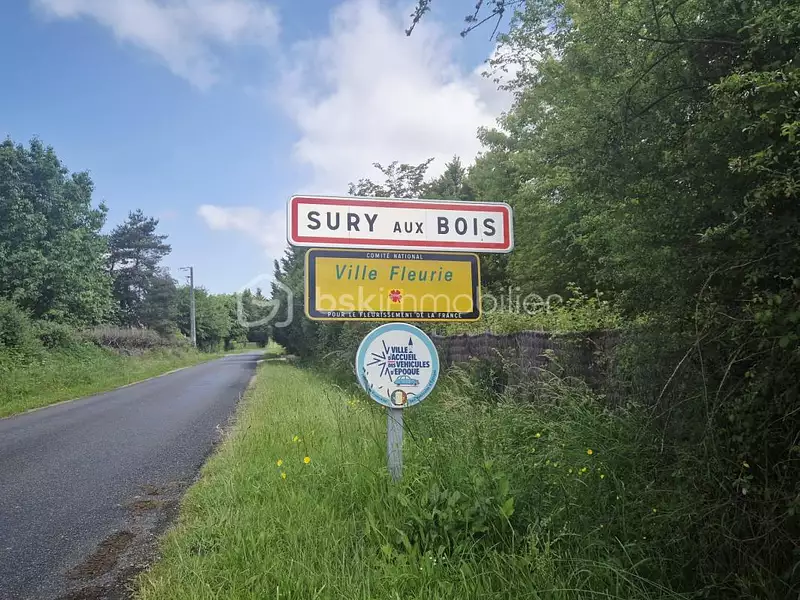 SURY AUX BOIS
COMITÉ NATIONAL
Ville Fleurie
bskimmobilier
POUR LE FLEURISSEMENT DE LA FRANCE
VILLE
D'ACCUEIL
DES VÉHICULES
D'ÉPOQUE